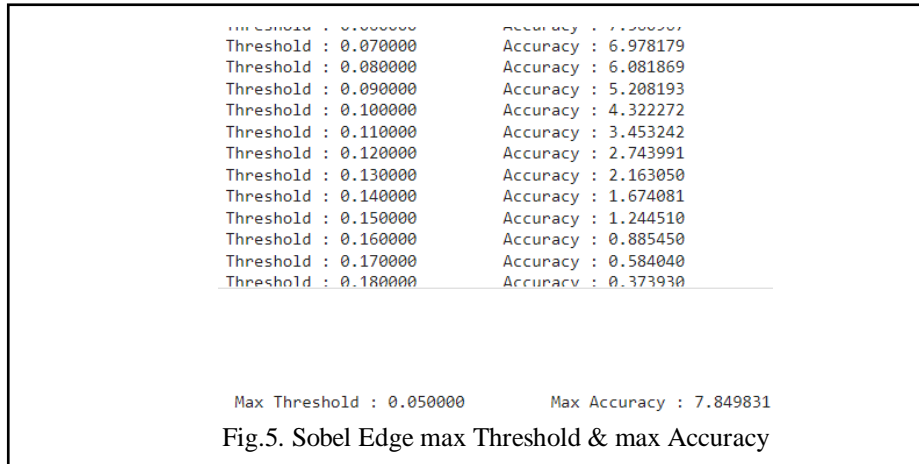 Threshold : 0.070000 Accuracy : 6.978179
Threshold : 0.080000 Accuracy : 6.081869
Threshold : 0.090000 Accuracy : 5.208193
Threshold : 0.100000 Accuracy : 4.322272
Threshold : 0.110000 Accuracy : 3.453242
Threshold : 0.120000 Accuracy : 2.743991
Threshold : 0.130000 Accuracy : 2.163050
Threshold : 0.140000 Accuracy : 1.674081
Threshold : 0.150000 Accuracy : 1.244510
Threshold : 0.160000 Accuracy : 0.885450
Threshold : 0.170000 Accuracy : 0.584040
Threshold : 0.180000 Accuracy : 0.373930
Max Threshold : 0.050000 Max Accuracy : 7.849831
Fig.5. Sobel Edge max Threshold & max Accuracy